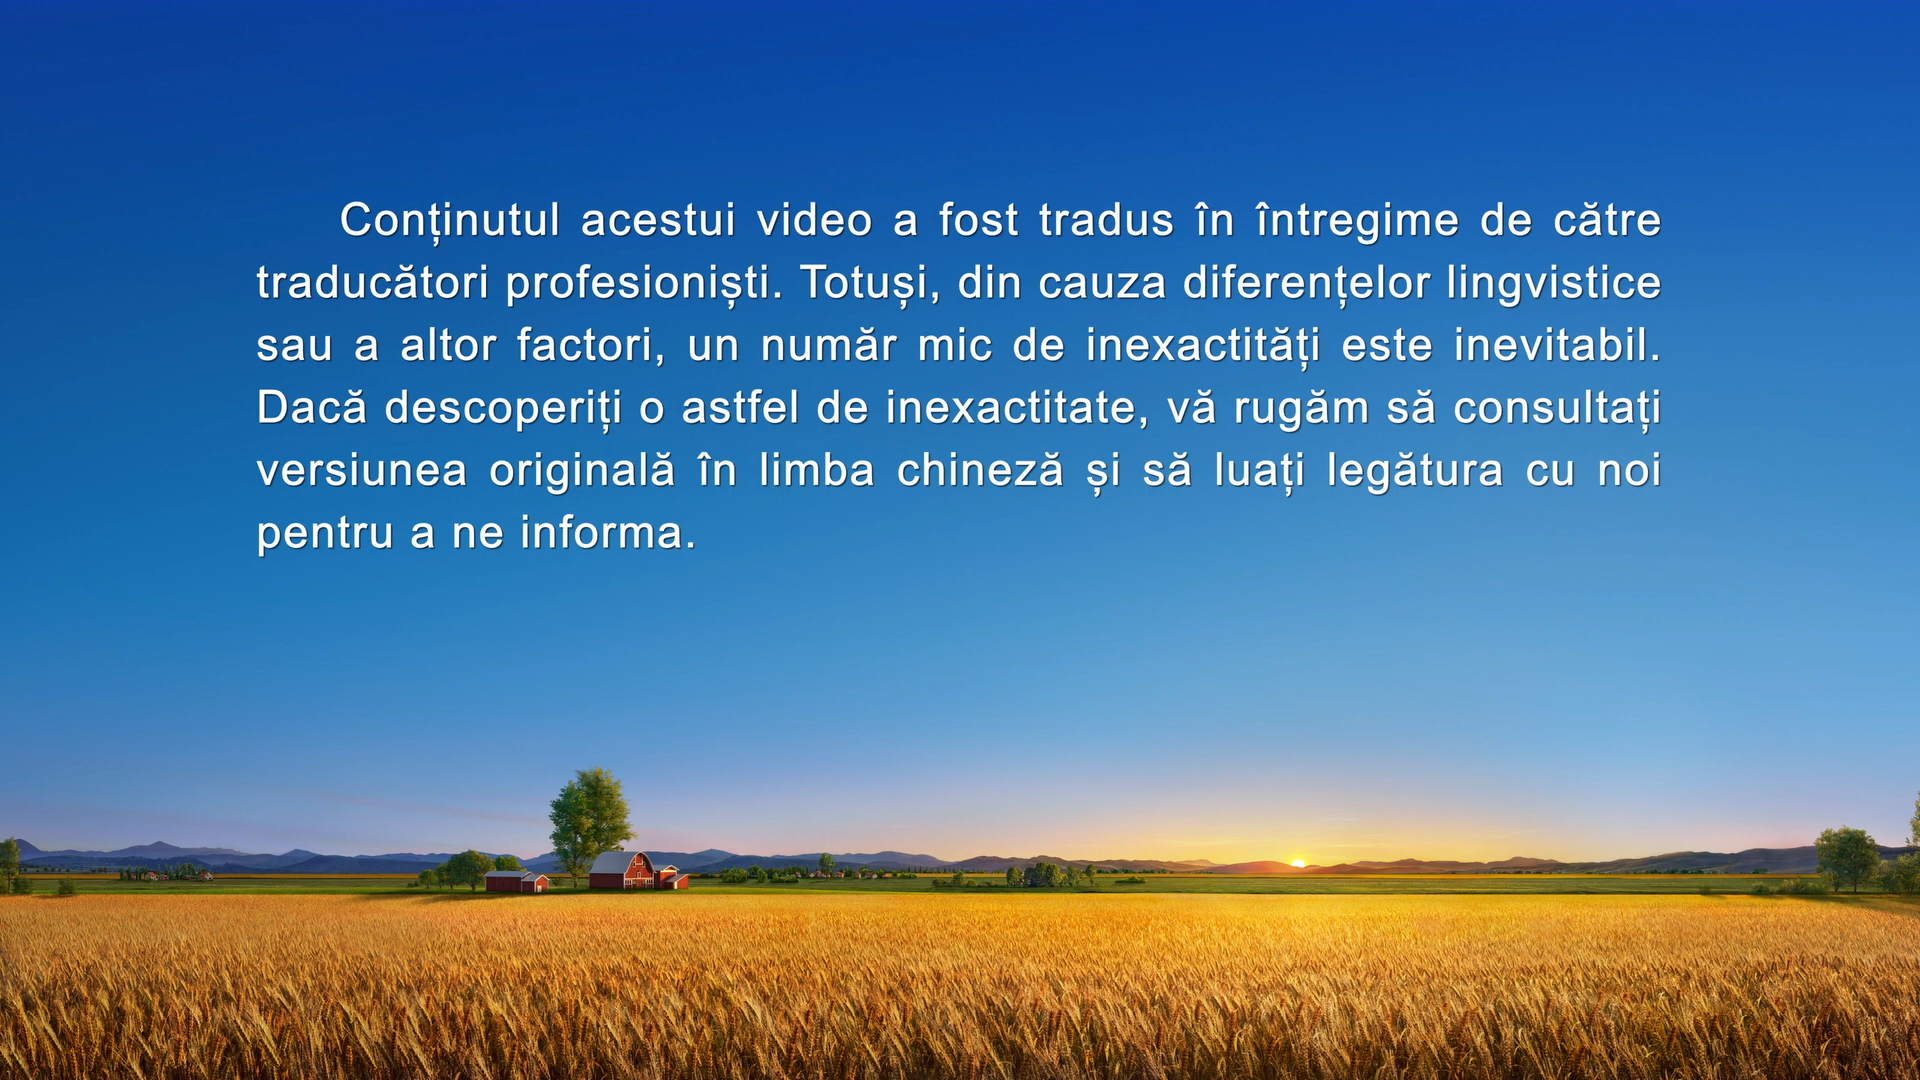 Conținutul acestui video a fost tradus în întregime de către
traducători profesioniști. Totuși, din cauza diferențelor lingvistice
sau a altor factori, un număr mic de inexactități este inevitabil.
Dacă descoperiți o astfel de inexactitate, vă rugăm să consultați
versiunea originală în limba chineză și să luați legătura cu noi
pentru a ne informa.